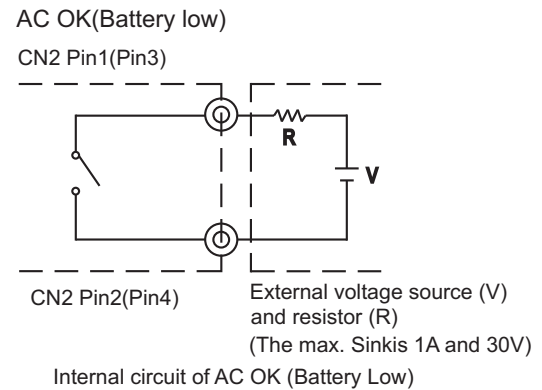 AC OK(Battery low)
CN2 Pin1(Pin3)
R
V
CN2 Pin2(Pin4)
External voltage source (V)
and resistor (R)
(The max. Sinkis 1A and 30V)
Internal circuit of AC OK (Battery Low)